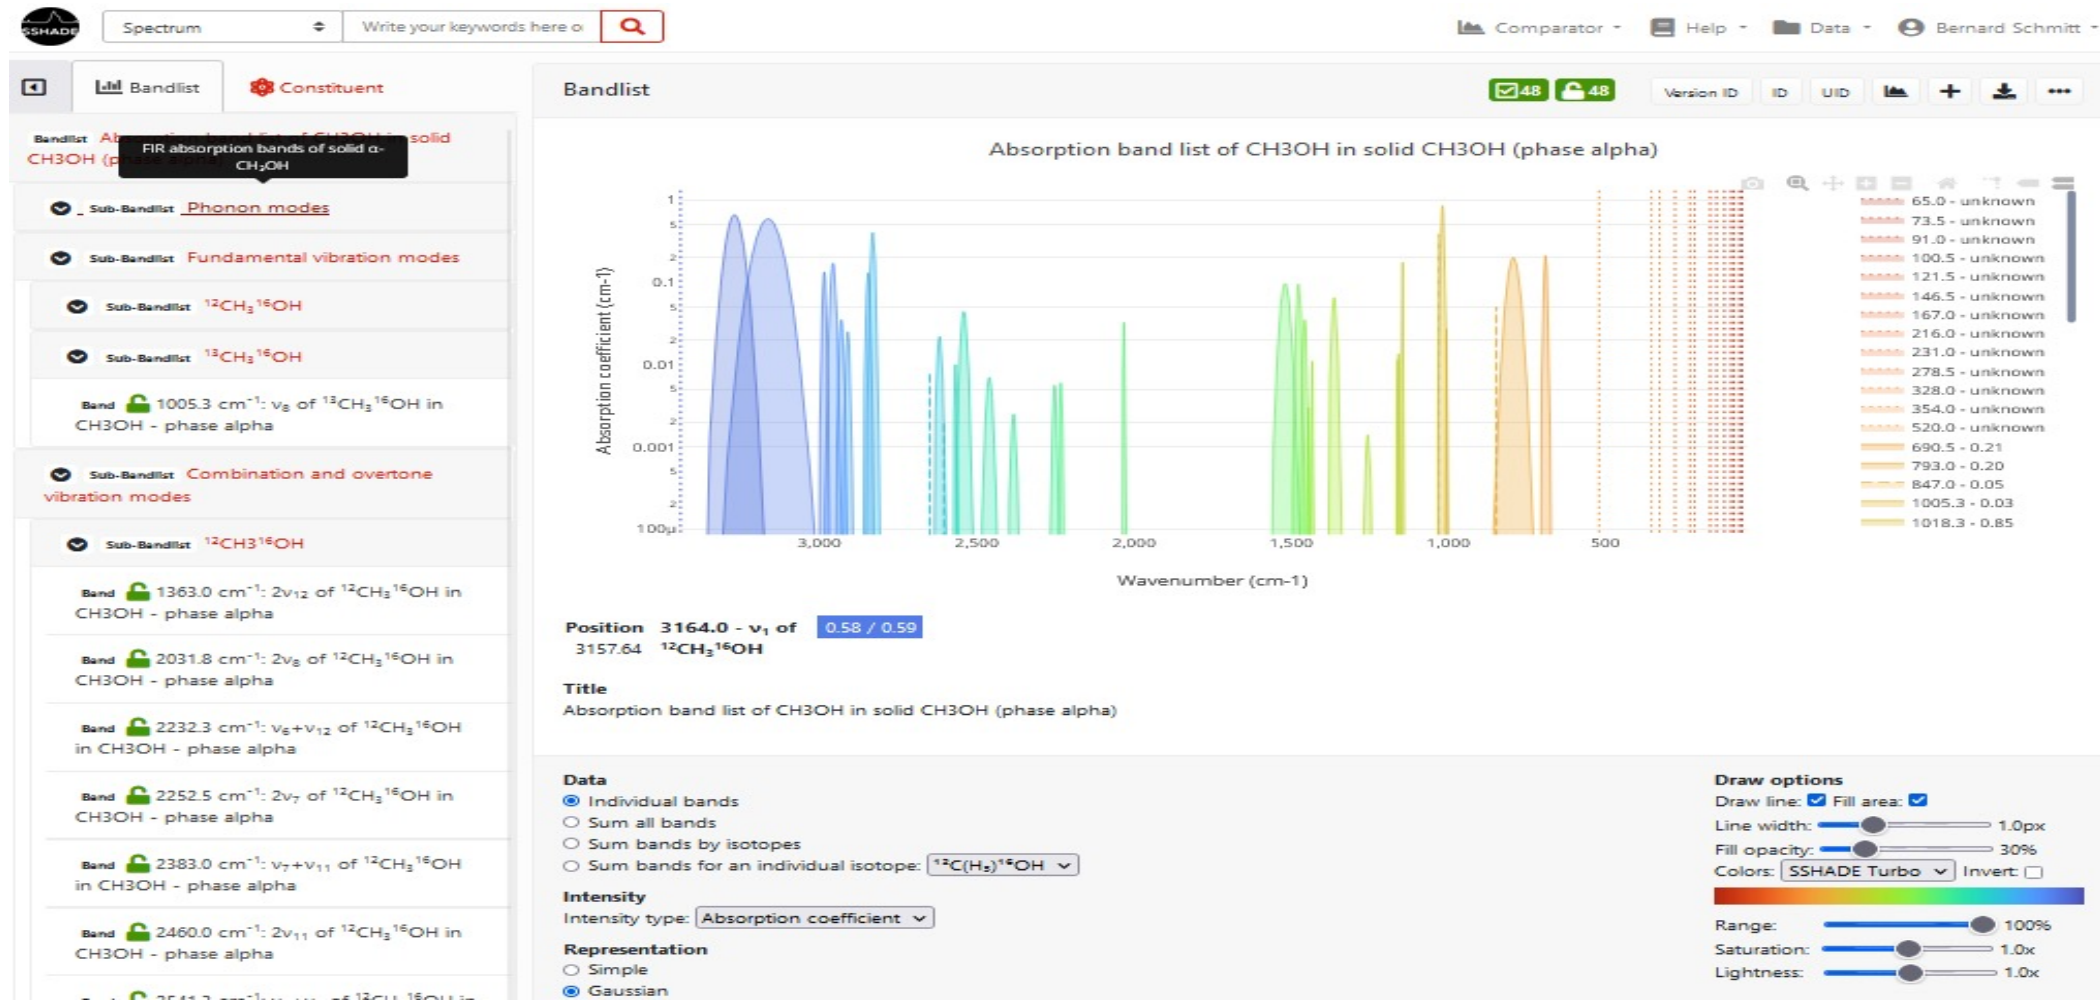 SSHADE
Spectrum
Write your keywords here o
Comparator
Help
Data
Bernard Schmitt
Bandlist
Constituent
Bandlist
48
48
Version ID
ID
UID
Bandlist Absorption band list of CH3OH in solid
CH3OH (p
FIR absorption bands of solid α-
CH₃OH
Sub-Bandlist Phonon modes
Sub-Bandlist Fundamental vibration modes
Sub-Bandlist ¹²CH₃¹⁶OH
Sub-Bandlist ¹³CH₃¹⁶OH
Band 1005.3 cm⁻¹: ν₈ of ¹³CH₃¹⁶OH in
CH3OH - phase alpha
Sub-Bandlist Combination and overtone
vibration modes
Sub-Bandlist ¹²CH3¹⁶OH
Band 1363.0 cm⁻¹: 2ν₁₂ of ¹²CH₃¹⁶OH in
CH3OH - phase alpha
Band 2031.8 cm⁻¹: 2ν₈ of ¹²CH₃¹⁶OH in
CH3OH - phase alpha
Band 2232.3 cm⁻¹: ν₆+ν₁₂ of ¹²CH₃¹⁶OH
in CH3OH - phase alpha
Band 2252.5 cm⁻¹: 2ν₇ of ¹²CH₃¹⁶OH in
CH3OH - phase alpha
Band 2383.0 cm⁻¹: ν₇+ν₁₁ of ¹²CH₃¹⁶OH
in CH3OH - phase alpha
Band 2460.0 cm⁻¹: 2ν₁₁ of ¹²CH₃¹⁶OH in
CH3OH - phase alpha
Absorption band list of CH3OH in solid CH3OH (phase alpha)
Absorption coefficient (cm-1)
1
5
2
0.1
5
2
0.01
5
2
0.001
5
2
100μ
3,000
2,500
2,000
1,500
1,000
500
Wavenumber (cm-1)
65.0 - unknown
73.5 - unknown
91.0 - unknown
100.5 - unknown
121.5 - unknown
146.5 - unknown
167.0 - unknown
216.0 - unknown
231.0 - unknown
278.5 - unknown
328.0 - unknown
354.0 - unknown
520.0 - unknown
690.5 - 0.21
793.0 - 0.20
847.0 - 0.05
1005.3 - 0.03
1018.3 - 0.85
Position 3164.0 - ν₁ of 0.58 / 0.59
3157.64 ¹²CH₃¹⁶OH
Title
Absorption band list of CH3OH in solid CH3OH (phase alpha)
Data
Individual bands
Sum all bands
Sum bands by isotopes
Sum bands for an individual isotope: ¹²C(H₃)¹⁶OH
Intensity
Intensity type: Absorption coefficient
Representation
Simple
Gaussian
Draw options
Draw line: Fill area:
Line width: 1.0px
Fill opacity: 30%
Colors: SSHADE Turbo Invert:
Range: 100%
Saturation: 1.0x
Lightness: 1.0x